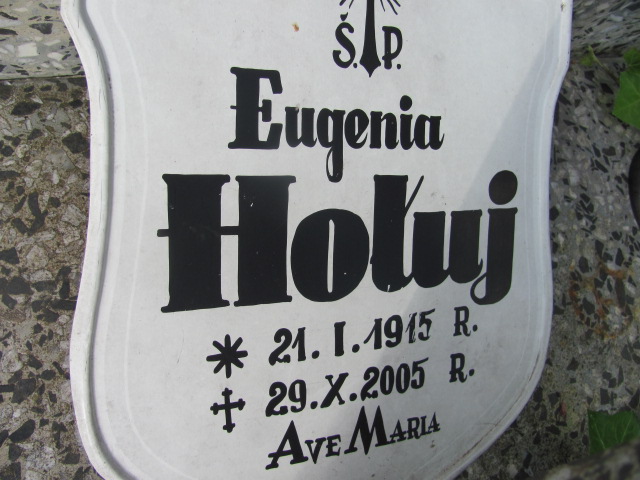 Ś.P.
Eugenia
Hołuj
* 21. I. 1915 R.
✝ 29.X.2005 R.
AVE MARIA